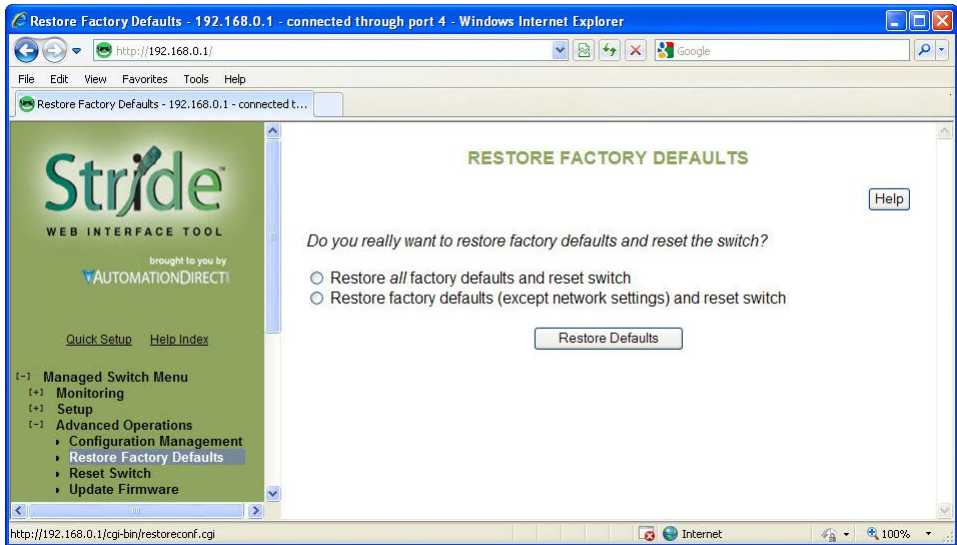 Restore Factory Defaults - 192.168.0.1 - connected through port 4 - Windows Internet Explorer
http://192.168.0.1/
Google
File Edit View Favorites Tools Help
Restore Factory Defaults - 192.168.0.1 - connected t...
Stride™
WEB INTERFACE TOOL
brought to you by
AUTOMATIONDIRECT
Quick Setup Help Index
[-] Managed Switch Menu
[+] Monitoring
[+] Setup
[-] Advanced Operations
Configuration Management
Restore Factory Defaults
Reset Switch
Update Firmware
RESTORE FACTORY DEFAULTS
Help
Do you really want to restore factory defaults and reset the switch?
Restore all factory defaults and reset switch
Restore factory defaults (except network settings) and reset switch
Restore Defaults
http://192.168.0.1/cgi-bin/restoreconf.cgi
Internet
100%